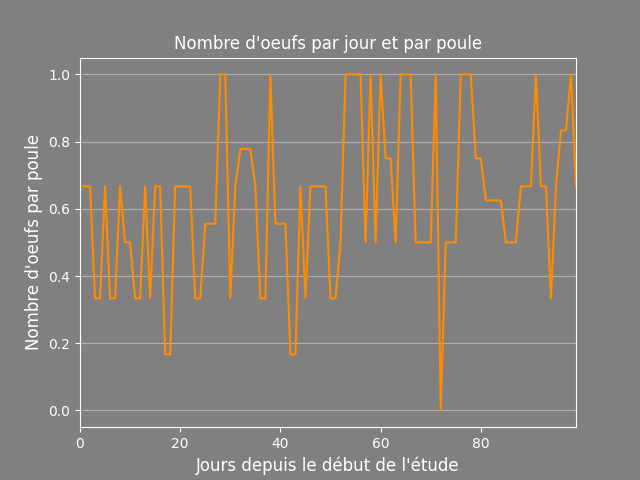 Nombre d'oeufs par jour et par poule
1.0
0.8
0.6
0.4
0.2
0.0
Nombre d'oeufs par poule
0 20 40 60 80
Jours depuis le début de l'étude